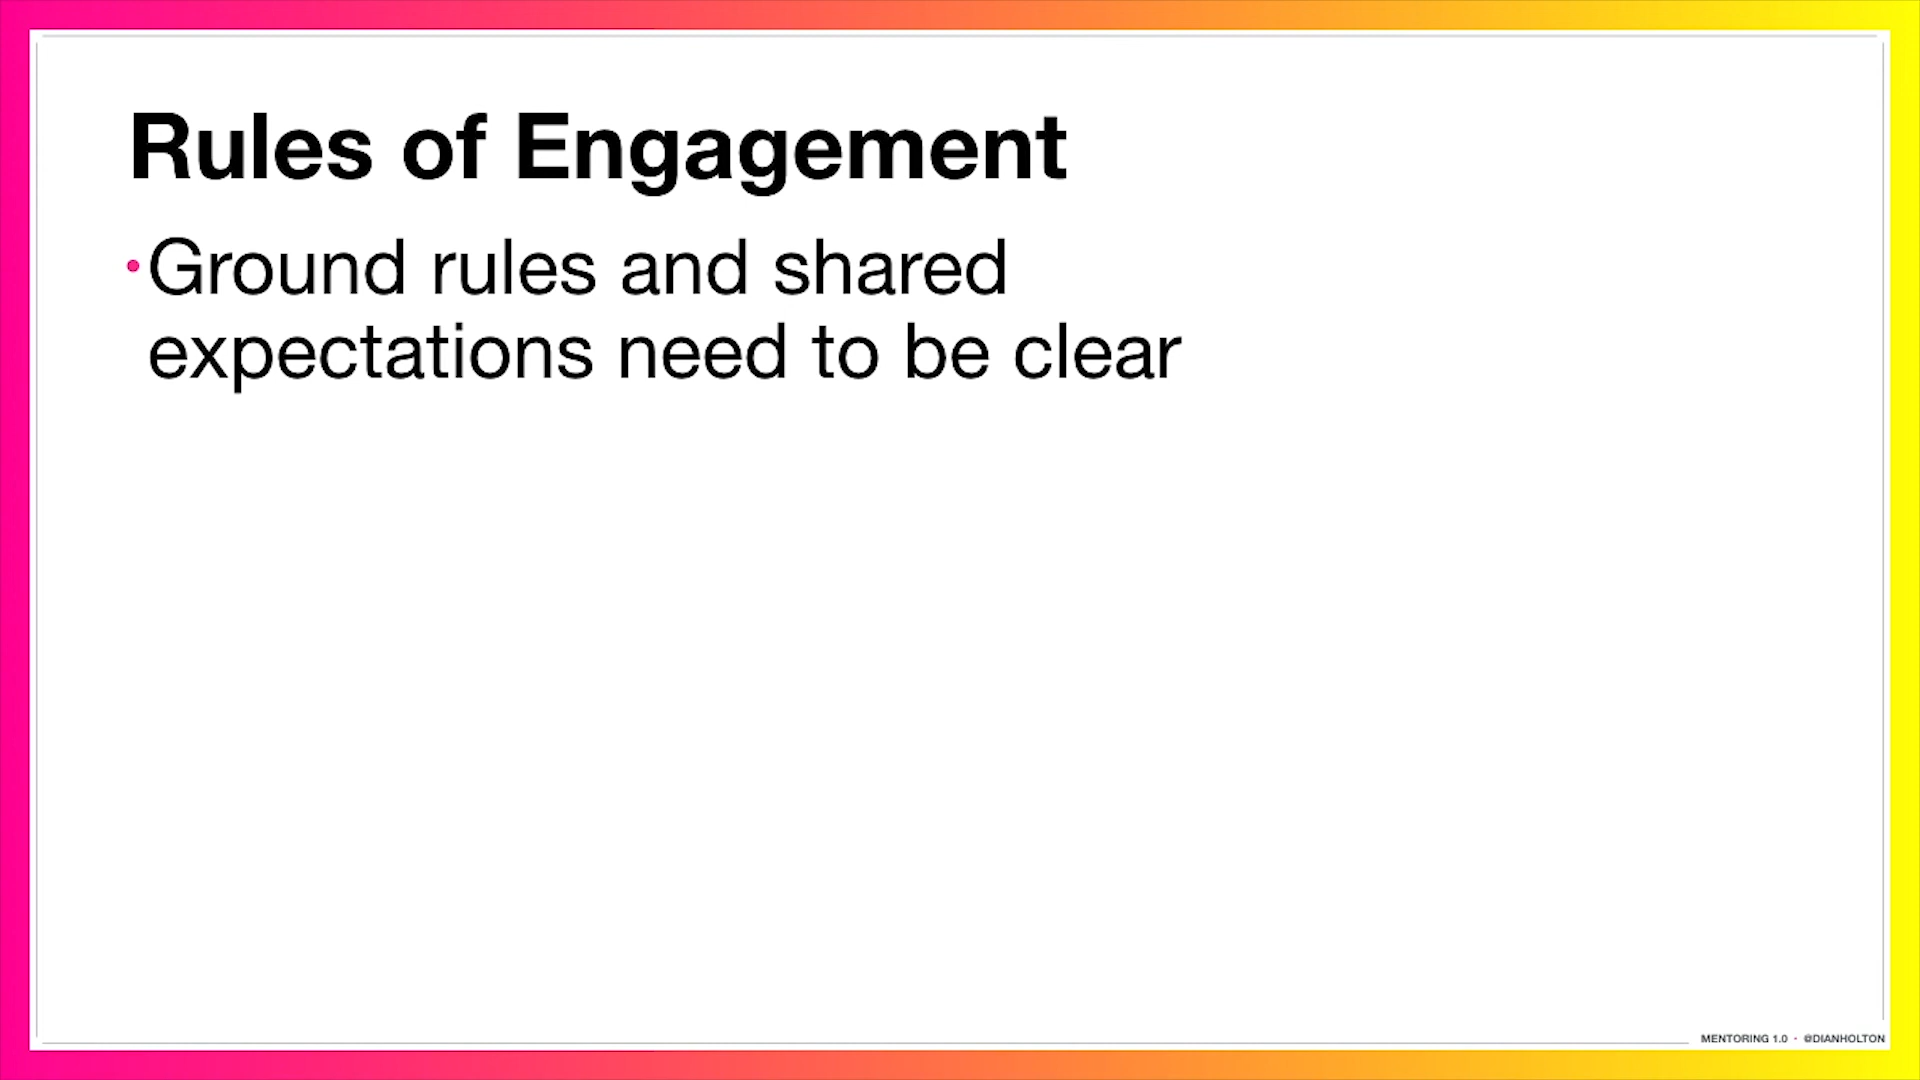 Rules of Engagement
•Ground rules and shared
expectations need to be clear
MENTORING 1.0 • @DIANHOLTON